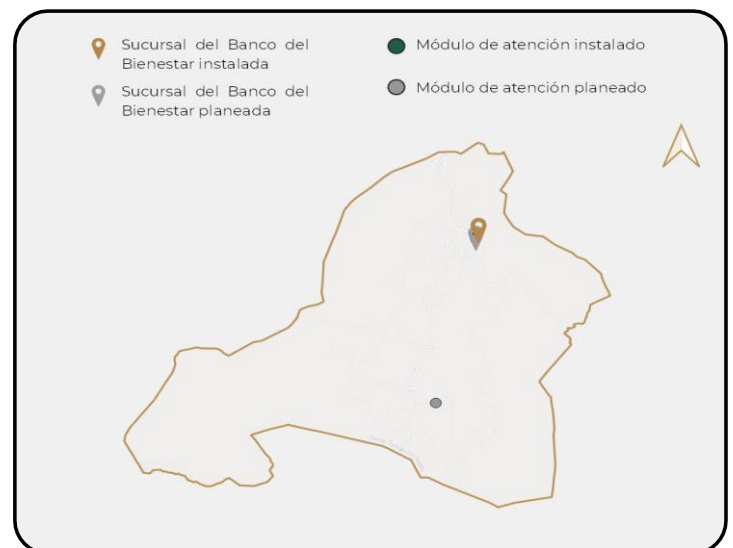 Sucursal del Banco del
Bienestar instalada
Sucursal del Banco del
Bienestar planeada
Módulo de atención instalado
Módulo de atención planeado